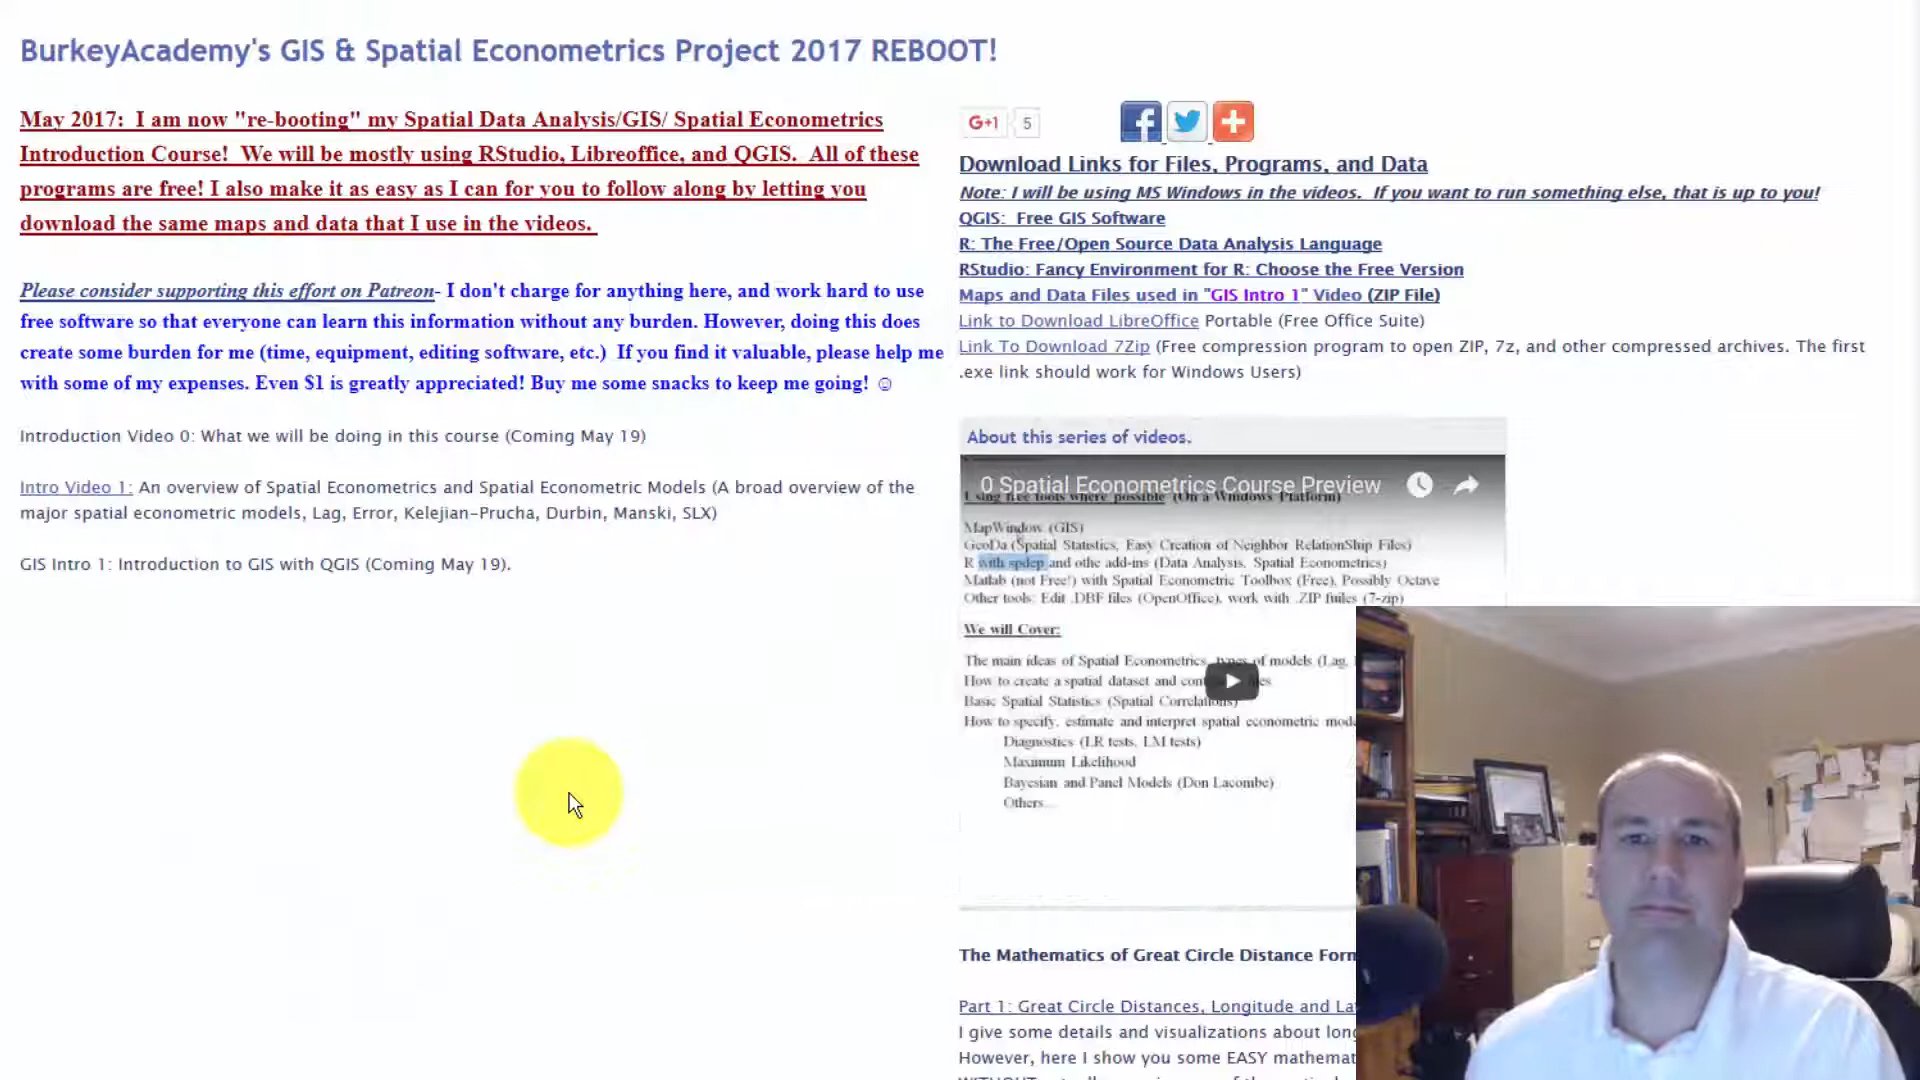 BurkeyAcademy's GIS & Spatial Econometrics Project 2017 REBOOT!
May 2017:  I am now "re-booting" my Spatial Data Analysis/GIS/ Spatial Econometrics
Introduction Course!  We will be mostly using RStudio, Libreoffice, and QGIS.  All of these
programs are free! I also make it as easy as I can for you to follow along by letting you
download the same maps and data that I use in the videos.
Please consider supporting this effort on Patreon- I don't charge for anything here, and work hard to use
free software so that everyone can learn this information without any burden. However, doing this does
create some burden for me (time, equipment, editing software, etc.)  If you find it valuable, please help me
with some of my expenses. Even $1 is greatly appreciated! Buy me some snacks to keep me going! ☺
Introduction Video 0: What we will be doing in this course (Coming May 19)
Intro Video 1: An overview of Spatial Econometrics and Spatial Econometric Models (A broad overview of the
major spatial econometric models, Lag, Error, Kelejian-Prucha, Durbin, Manski, SLX)
GIS Intro 1: Introduction to GIS with QGIS (Coming May 19).
G+1 5
Download Links for Files, Programs, and Data
Note: I will be using MS Windows in the videos.  If you want to run something else, that is up to you!
QGIS:  Free GIS Software
R: The Free/Open Source Data Analysis Language
RStudio: Fancy Environment for R: Choose the Free Version
Maps and Data Files used in "GIS Intro 1" Video (ZIP File)
Link to Download LibreOffice Portable (Free Office Suite)
Link To Download 7Zip (Free compression program to open ZIP, 7z, and other compressed archives. The first
.exe link should work for Windows Users)
About this series of videos.
0 Spatial Econometrics Course Preview
Using free tools where possible (On a Windows Platform)
MapWindow (GIS)
GeoDa (Spatial Statistics, Easy Creation of Neighbor RelationShip Files)
R with spdep and othe add-ins (Data Analysis, Spatial Econometrics)
Matlab (not Free!) with Spatial Econometric Toolbox (Free), Possibly Octave
Other tools: Edit .DBF files (OpenOffice), work with .ZIP fuiles (7-zip)
We will Cover:
The main ideas of Spatial Econometrics, types of models (Lag,
How to create a spatial dataset and
Basic Spatial Statistics (Spatial Correlations)
How to specify, estimate and interpret spatial econometric mode
Diagnostics (LR tests, LM tests)
Maximum Likelihood
Bayesian and Panel Models (Don Lacombe)
Others...
The Mathematics of Great Circle Distance Form
Part 1: Great Circle Distances, Longitude and La
I give some details and visualizations about long
However, here I show you some EASY mathemat